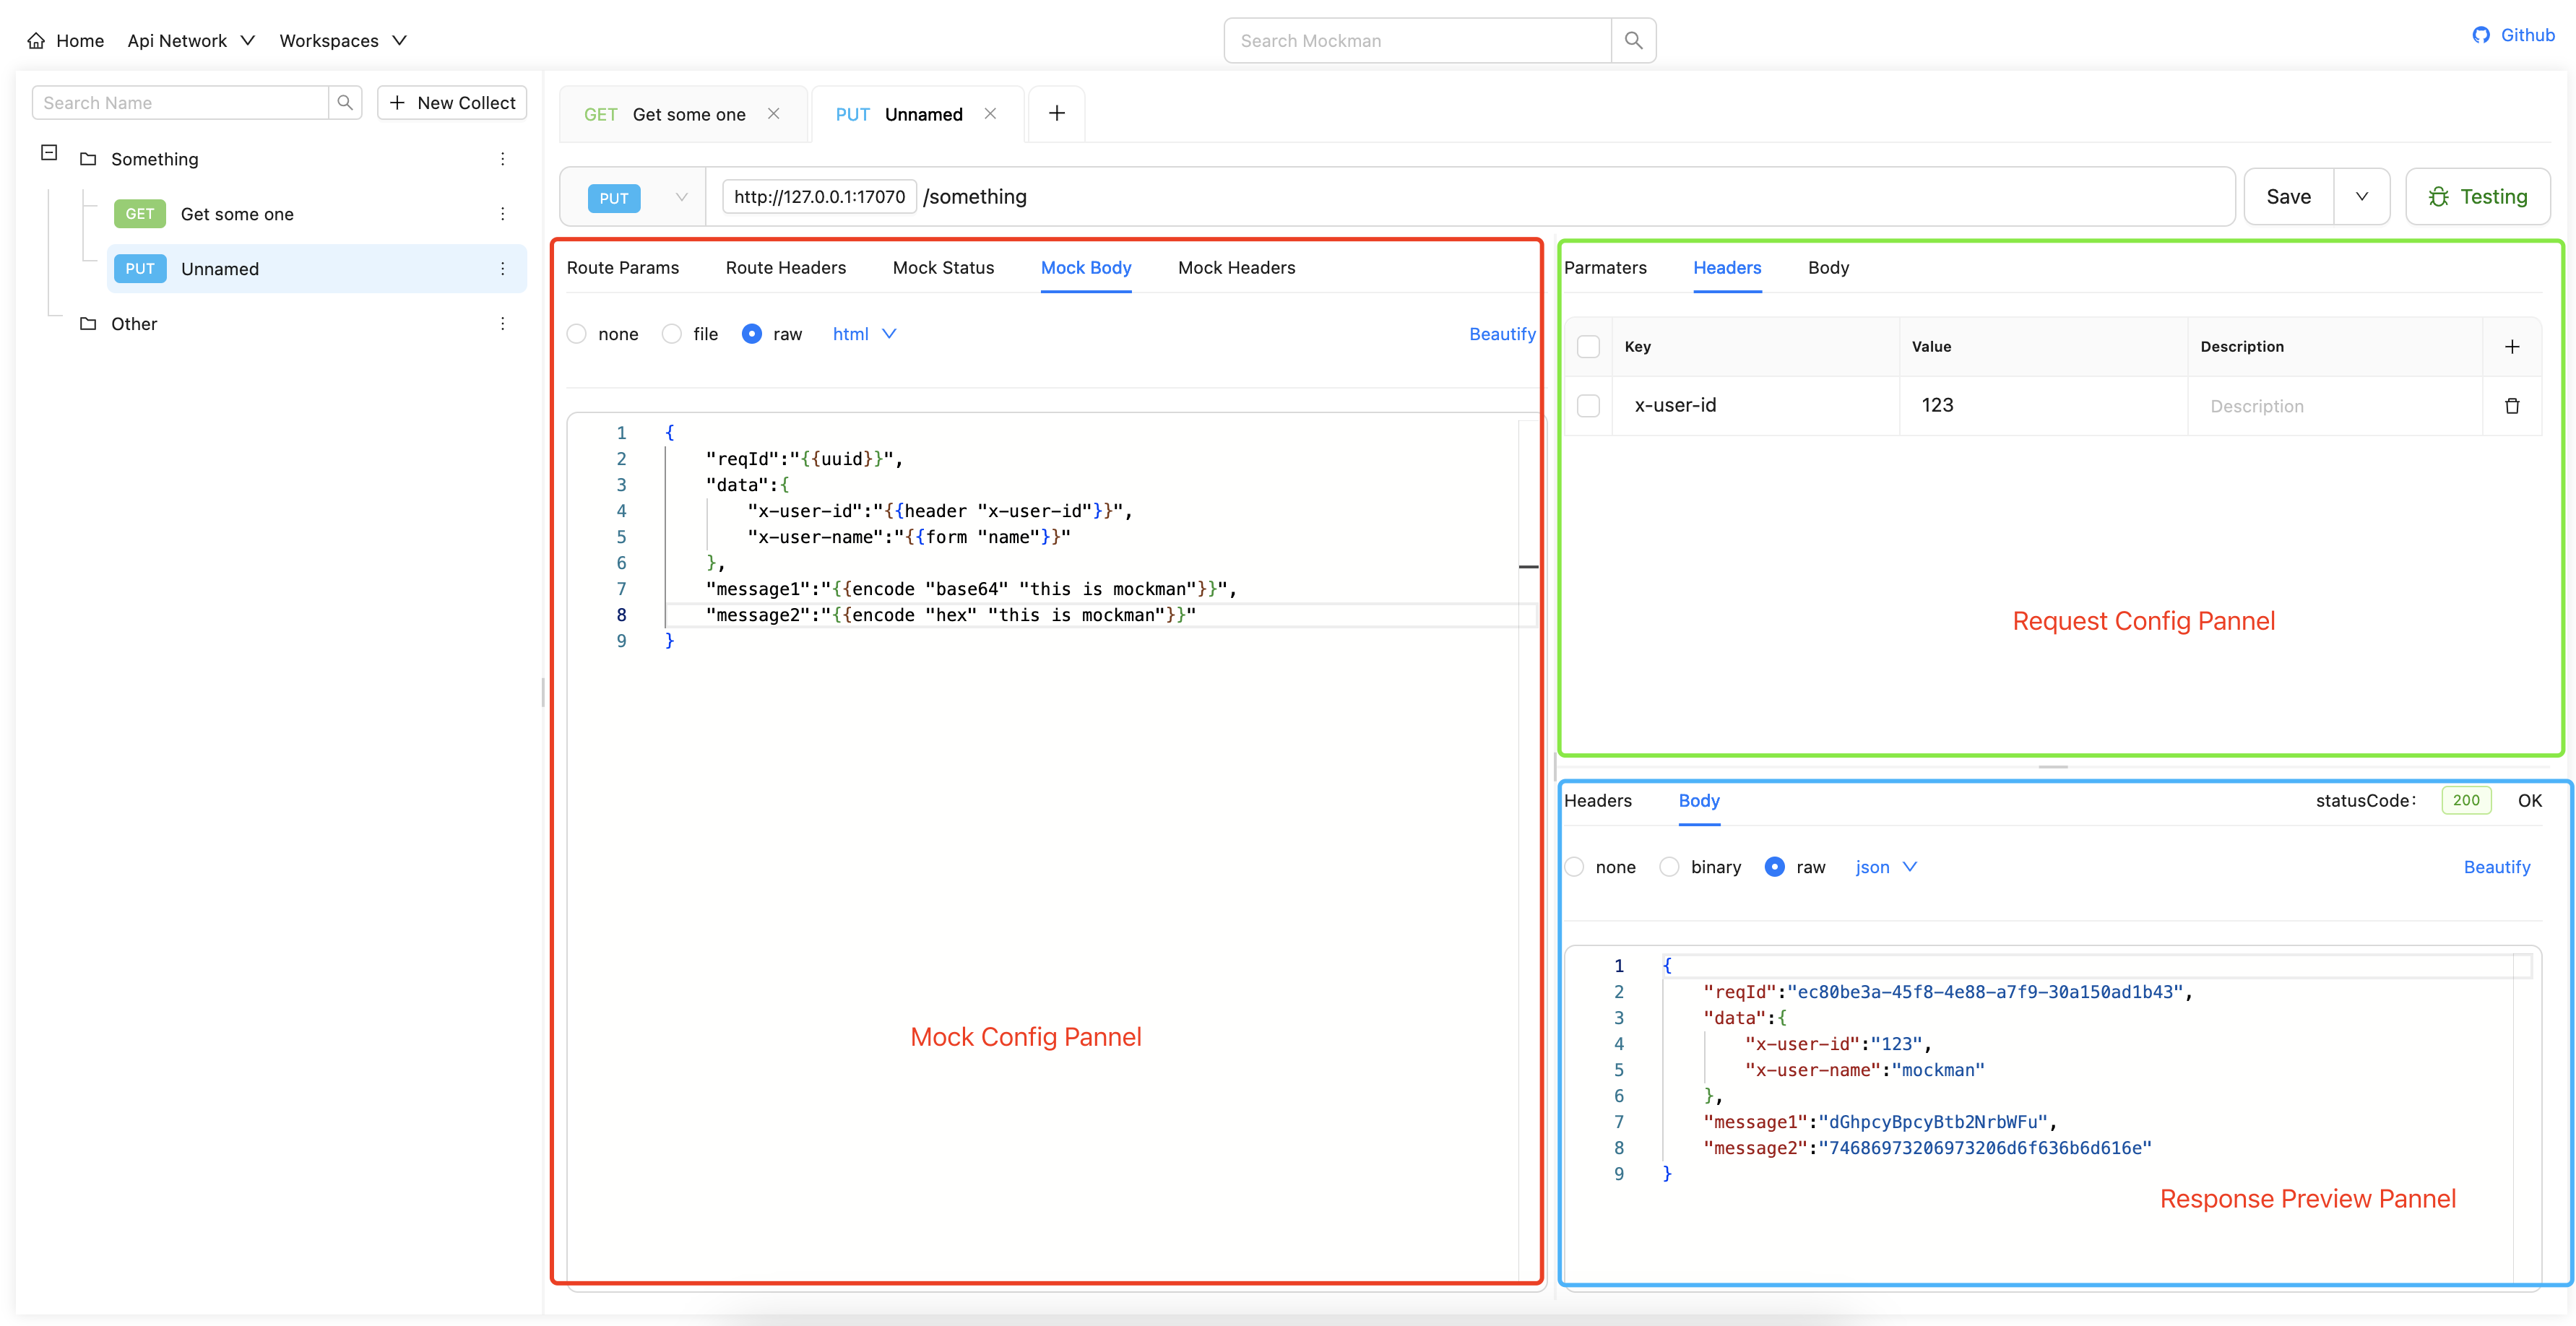 Home Api Network Workspaces Search Mockman Github
Search Name New Collect
Something
GET Get some one
PUT Unnamed
Other
GET Get some one PUT Unnamed
PUT http://127.0.0.1:17070 /something Save Testing
Route Params Route Headers Mock Status Mock Body Mock Headers
none file raw html Beautify
1 {
2 "reqId":"{{uuid}}",
3 "data":{
4 "x-user-id":"{{header "x-user-id"}}",
5 "x-user-name":"{{form "name"}}"
6 },
7 "message1":"{{encode "base64" "this is mockman"}}",
8 "message2":"{{encode "hex" "this is mockman"}}"
9 }
Mock Config Pannel
Parmaters Headers Body
Key Value Description
x-user-id 123 Description
Request Config Pannel
Headers Body statusCode: 200 OK
none binary raw json Beautify
1 {
2 "reqId":"ec80be3a-45f8-4e88-a7f9-30a150ad1b43",
3 "data":{
4 "x-user-id":"123",
5 "x-user-name":"mockman"
6 },
7 "message1":"dGhpcyBpcyBtb2NrbWFu",
8 "message2":"74686973206973206d6f636b6d616e"
9 }
Response Preview Pannel